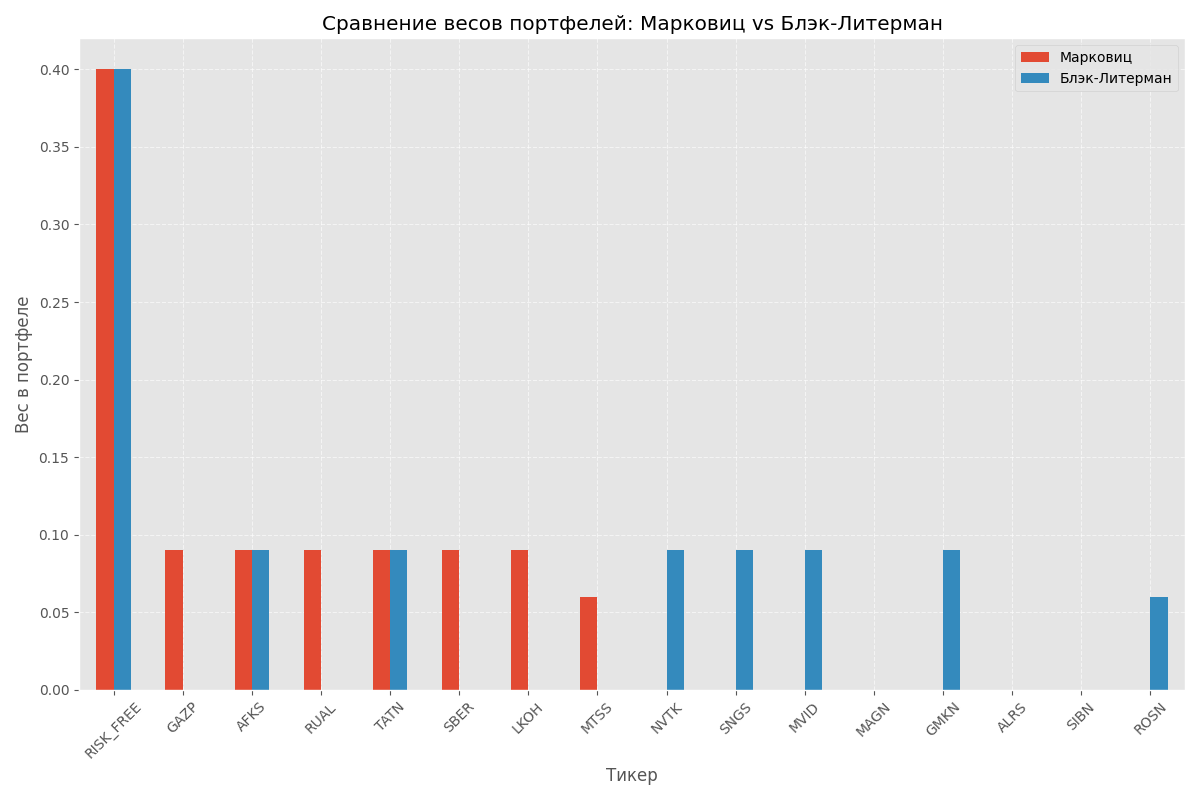 Сравнение весов портфелей: Марковиц vs Блэк-Литерман
Марковиц
Блэк-Литерман
Вес в портфеле
0.40
0.35
0.30
0.25
0.20
0.15
0.10
0.05
0.00
RISK_FREE
GAZP
AFKS
RUAL
TATN
SBER
LKOH
MTSS
NVTK
SNGS
MVID
MAGN
GMKN
ALRS
SIBN
ROSN
Тикер